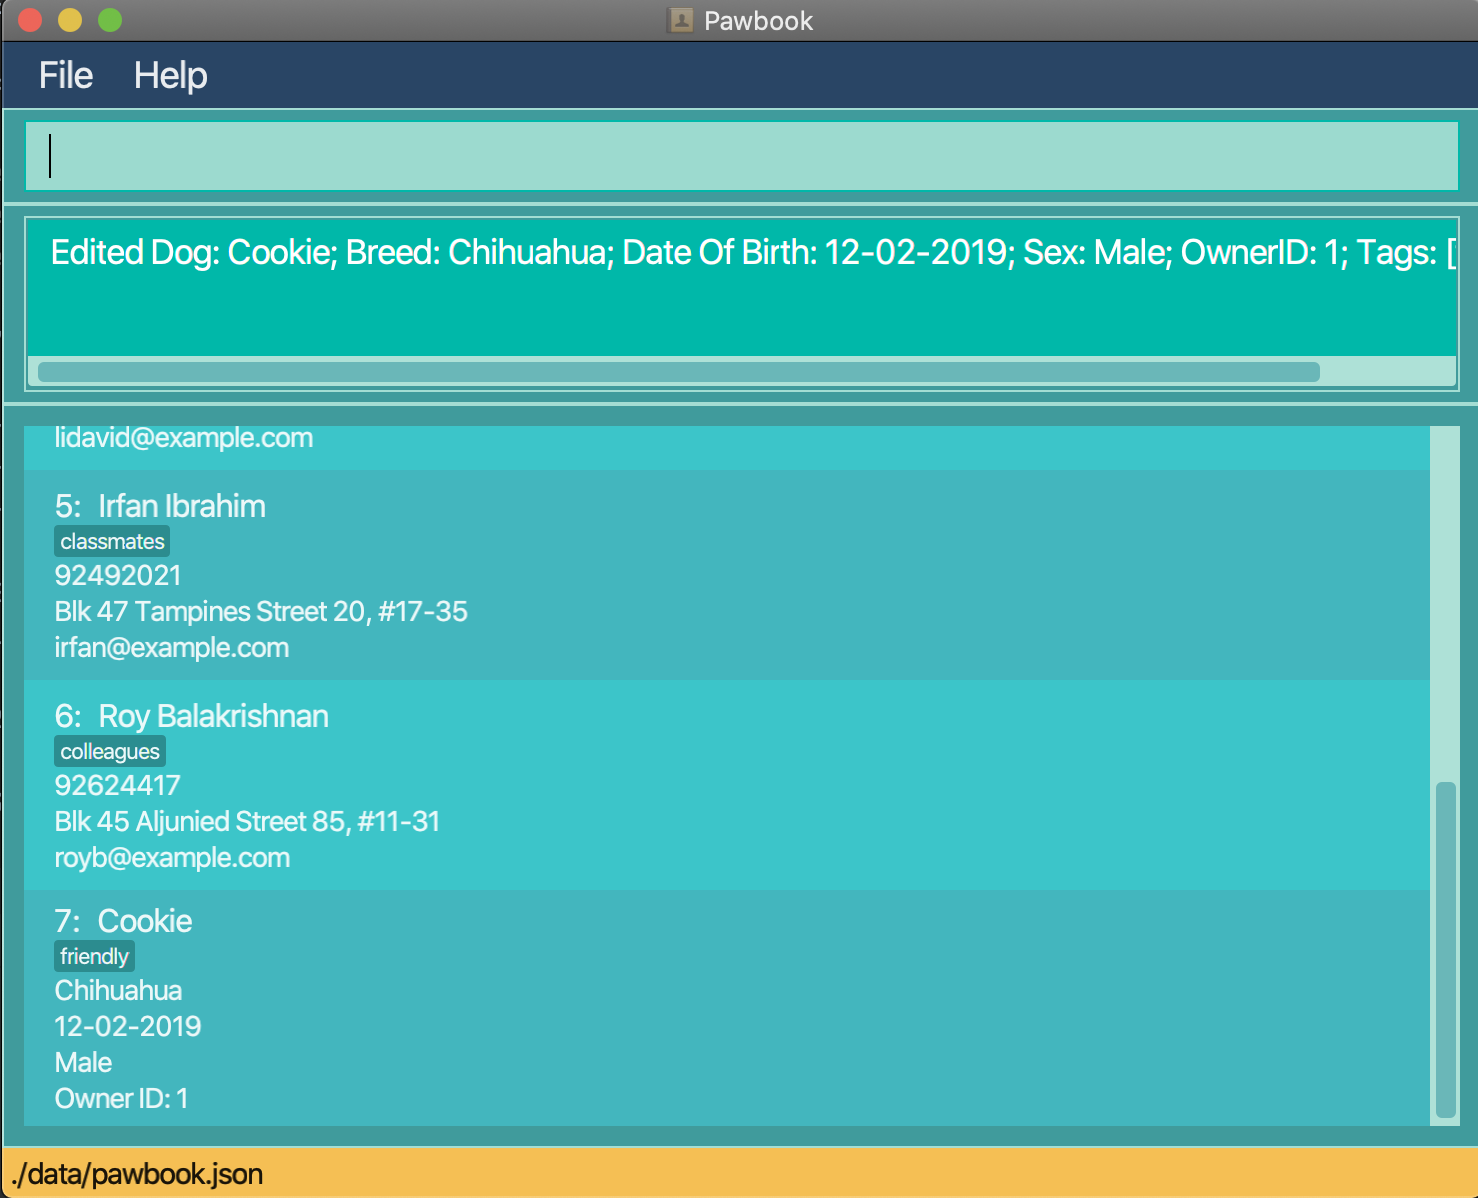 Pawbook
File Help
Edited Dog: Cookie; Breed: Chihuahua; Date Of Birth: 12-02-2019; Sex: Male; OwnerID: 1; Tags: [
lidavid@example.com
5: Irfan Ibrahim
classmates
92492021
Blk 47 Tampines Street 20, #17-35
irfan@example.com
6: Roy Balakrishnan
colleagues
92624417
Blk 45 Aljunied Street 85, #11-31
royb@example.com
7: Cookie
friendly
Chihuahua
12-02-2019
Male
Owner ID: 1
./data/pawbook.json